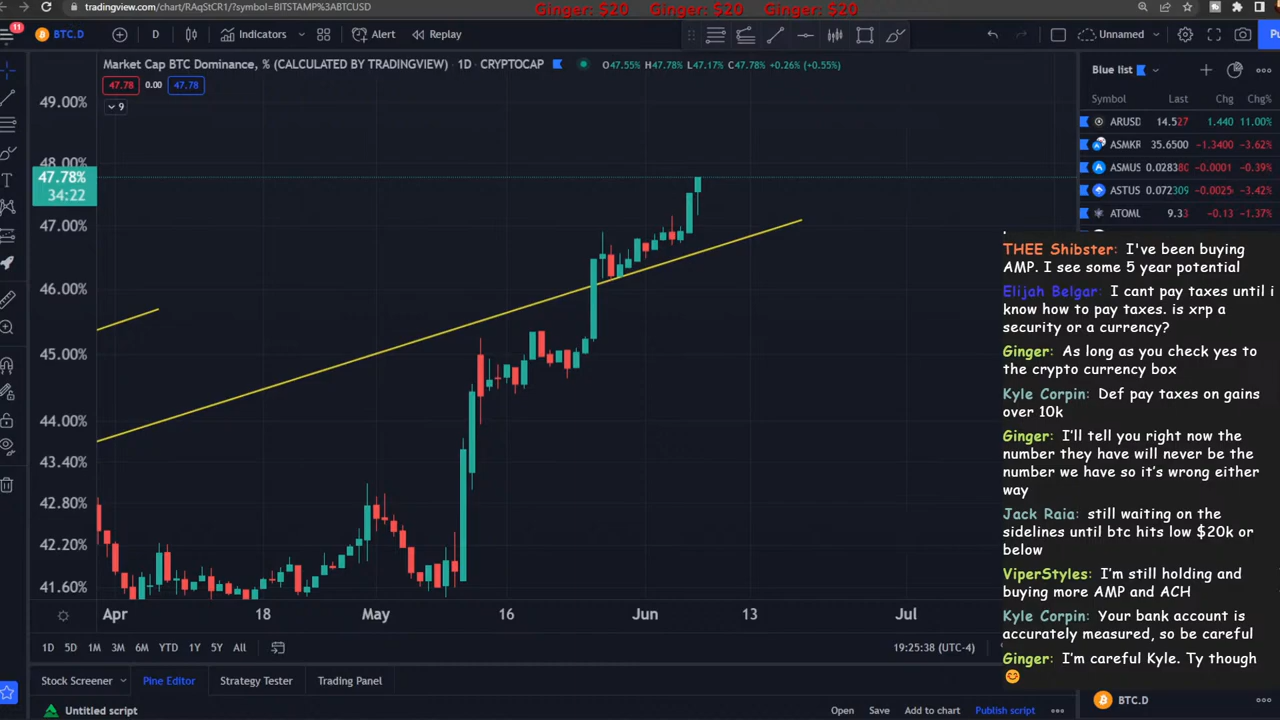 tradingview.com/chart/RAqStCR1/?symbol=BITSTAMP%3ABTCUSD
Ginger: $20 Ginger: $20 Ginger: $20
11
BTC.D D Indicators Alert Replay Unnamed
Market Cap BTC Dominance, % (CALCULATED BY TRADINGVIEW) · 1D · CRYPTOCAP O47.55% H47.78% L47.17% C47.78% +0.26% (+0.55%)
47.78 0.00 47.78
9
49.00%
48.00%
47.78%
34:22
47.00%
46.00%
45.00%
44.00%
43.40%
42.80%
42.20%
41.60%
Apr 18 May 16 Jun 13 Jul
1D 5D 1M 3M 6M YTD 1Y 5Y All 19:25:38 (UTC-4)
Stock Screener Pine Editor Strategy Tester Trading Panel
Untitled script Open Save Add to chart Publish script
Blue list
Symbol Last Chg Chg%
ARUSD 14.527 1.440 11.00%
ASMKR 35.6500 -1.3400 -3.62%
ASMUS 0.028380 -0.0001 -0.39%
ASTUS 0.072309 -0.0025 -3.42%
ATOML 9.33 -0.13 -1.37%
THEE Shibster: I've been buying
AMP. I see some 5 year potential
Elijah Belgar: I cant pay taxes until i
know how to pay taxes. is xrp a
security or a currency?
Ginger: As long as you check yes to
the crypto currency box
Kyle Corpin: Def pay taxes on gains
over 10k
Ginger: I'll tell you right now the
number they have will never be the
number we have so it's wrong either
way
Jack Raia: still waiting on the
sidelines until btc hits low $20k or
below
ViperStyles: I'm still holding and
buying more AMP and ACH
Kyle Corpin: Your bank account is
accurately measured, so be careful
Ginger: I'm careful Kyle. Ty though
BTC.D